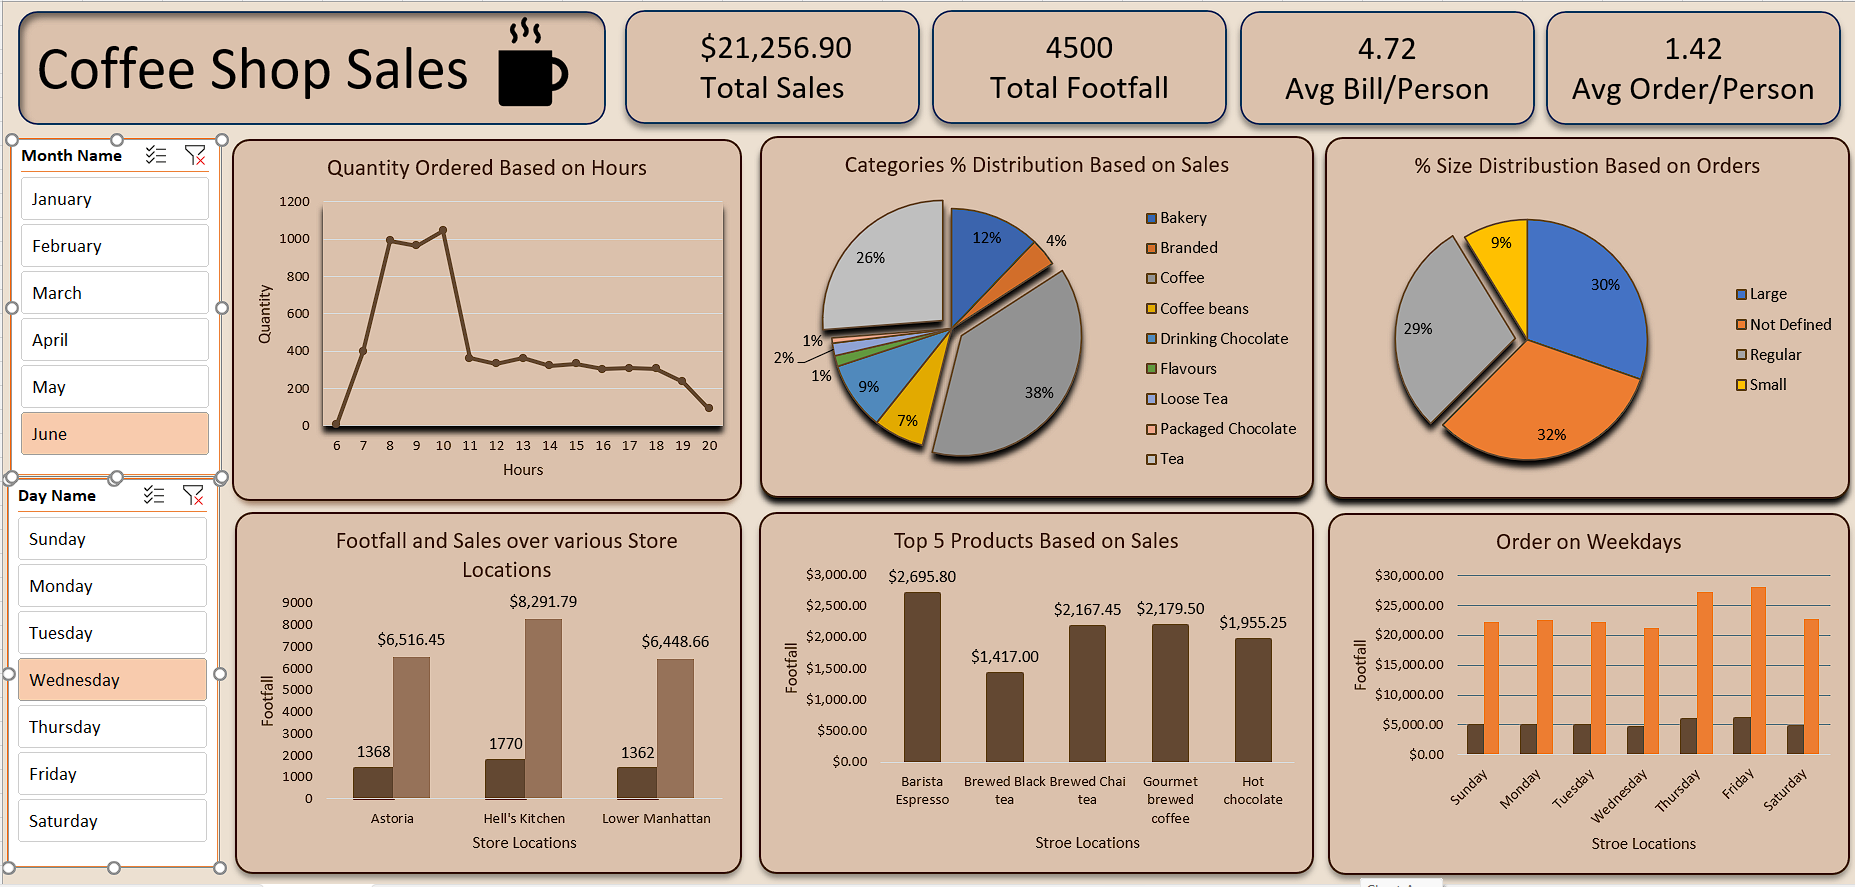 Coffee Shop Sales
$21,256.90
Total Sales
4500
Total Footfall
4.72
Avg Bill/Person
1.42
Avg Order/Person
Month Name
January
February
March
April
May
June
Day Name
Sunday
Monday
Tuesday
Wednesday
Thursday
Friday
Saturday
Quantity Ordered Based on Hours
1200
1000
800
600
400
200
0
Quantity
6 7 8 9 10 11 12 13 14 15 16 17 18 19 20
Hours
Categories % Distribution Based on Sales
12%
4%
38%
7%
9%
1%
2%
1%
26%
Bakery
Branded
Coffee
Coffee beans
Drinking Chocolate
Flavours
Loose Tea
Packaged Chocolate
Tea
% Size Distribustion Based on Orders
30%
32%
29%
9%
Large
Not Defined
Regular
Small
Footfall and Sales over various Store
Locations
9000
8000
7000
6000
5000
4000
3000
2000
1000
0
Footfall
1368
$6,516.45
1770
$8,291.79
1362
$6,448.66
Astoria
Hell's Kitchen
Lower Manhattan
Store Locations
Top 5 Products Based on Sales
$3,000.00
$2,500.00
$2,000.00
$1,500.00
$1,000.00
$500.00
$0.00
Footfall
$2,695.80
$1,417.00
$2,167.45
$2,179.50
$1,955.25
Barista
Espresso
Brewed Black
tea
Brewed Chai
tea
Gourmet
brewed
coffee
Hot
chocolate
Stroe Locations
Order on Weekdays
$30,000.00
$25,000.00
$20,000.00
$15,000.00
$10,000.00
$5,000.00
$0.00
Footfall
Sunday
Monday
Tuesday
Wednesday
Thursday
Friday
Saturday
Stroe Locations